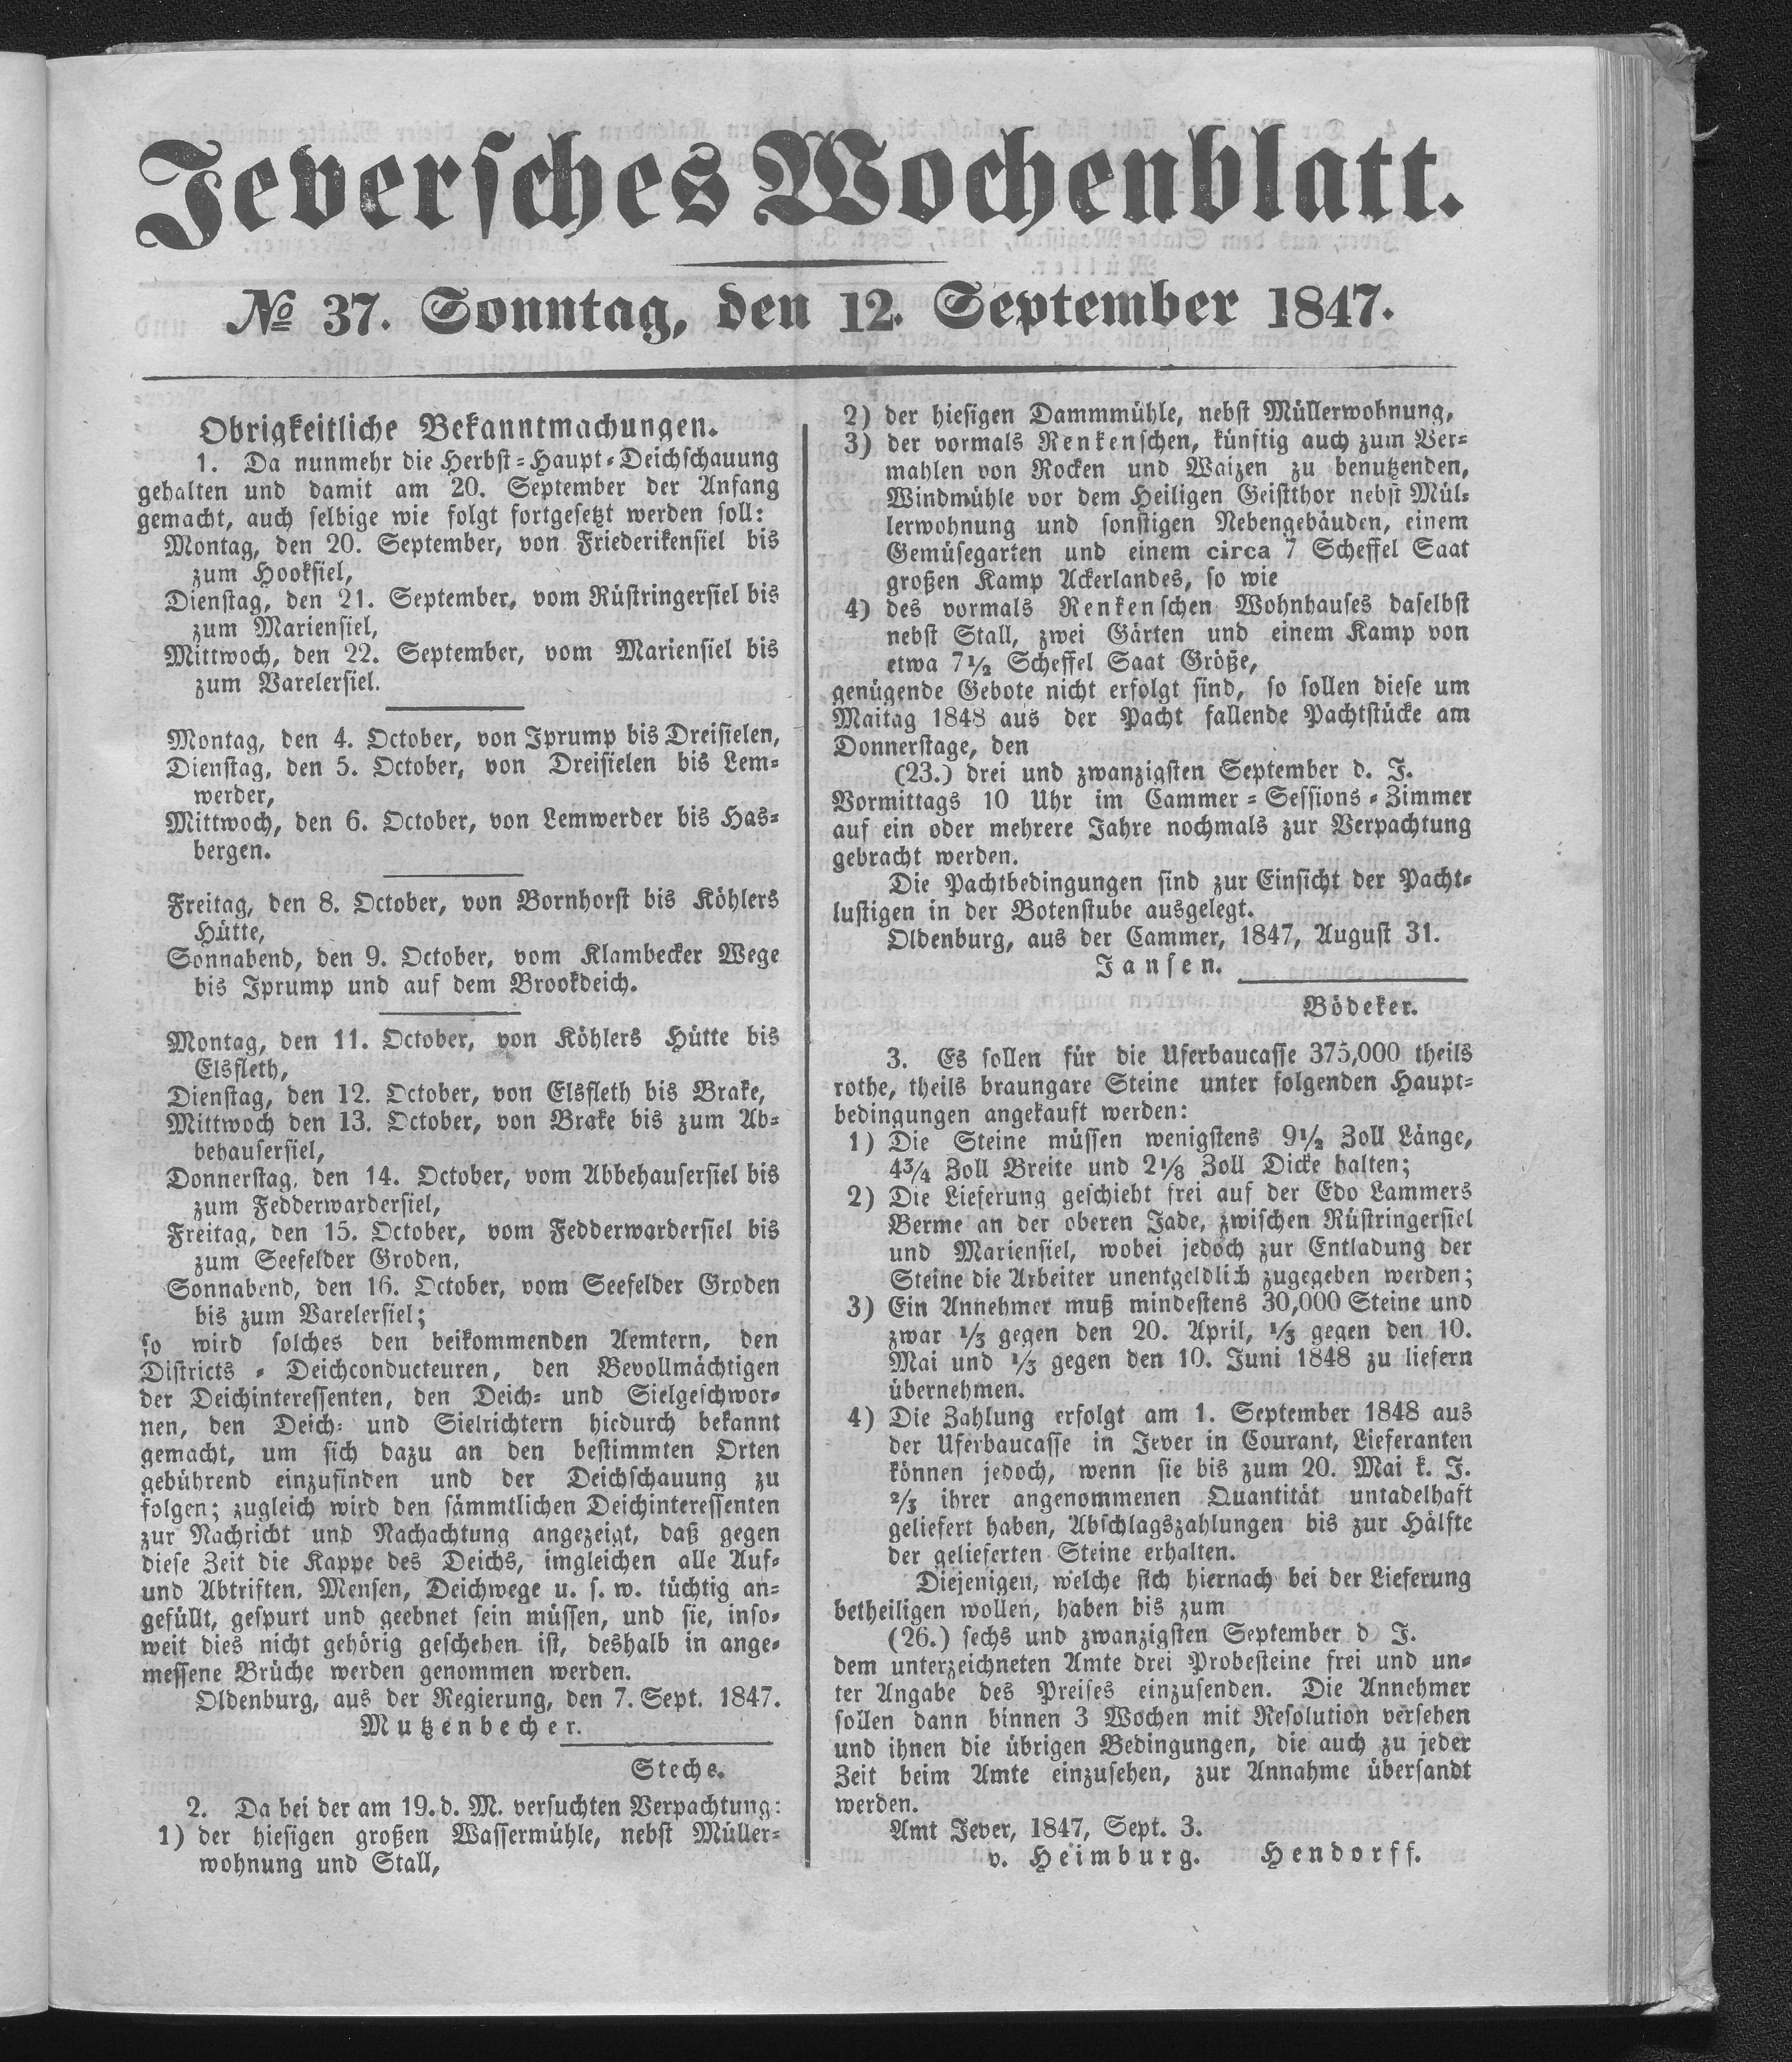 Jeversches Wochenblatt.
№ 37. Sonntag, den 12. September 1847.
Obrigkeitliche Bekanntmachungen.
1. Da nunmehr die Herbst-Haupt-Deichschauung
gehalten und damit am 20. September der Anfang
gemacht, auch selbige wie folgt fortgesetzt werden soll:
Montag, den 20. September, von Friederikensiel bis
zum Hooksiel,
Dienstag, den 21. September, vom Rüstringersiel bis
zum Mariensiel,
Mittwoch, den 22. September, vom Mariensiel bis
zum Varelersiel.
Montag, den 4. October, von Iprump bis Dreisielen,
Dienstag, den 5. October, von Dreisielen bis Lem-
werder,
Mittwoch, den 6. October, von Lemwerder bis Has-
bergen.
Freitag, den 8. October, von Bornhorst bis Köhlers
Hütte,
Sonnabend, den 9. October, vom Klambecker Wege
bis Iprump und auf dem Brookdeich.
Montag, den 11. October, von Köhlers Hütte bis
Elsfleth,
Dienstag, den 12. October, von Elsfleth bis Brake,
Mittwoch den 13. October, von Brake bis zum Ab-
behausersiel,
Donnerstag, den 14. October, vom Abbehausersiel bis
zum Fedderwardersiel,
Freitag, den 15. October, vom Fedderwardersiel bis
zum Seefelder Groden,
Sonnabend, den 16. October, vom Seefelder Groden
bis zum Varelersiel;
so wird solches den beikommenden Aemtern, den
Districts-Deichconducteuren, den Bevollmächtigen
der Deichinteressenten, den Deich- und Sielgeschwor-
nen, den Deich- und Sielrichtern hiedurch bekannt
gemacht, um sich dazu an den bestimmten Orten
gebührend einzufinden und der Deichschauung zu
folgen; zugleich wird den sämmtlichen Deichinteressenten
zur Nachricht und Nachachtung angezeigt, daß gegen
diese Zeit die Kappe des Deichs, imgleichen alle Auf-
und Abtriften, Mensen, Deichwege u. s. w. tüchtig an-
gefüllt, gespurt und geebnet sein müssen, und sie, inso-
weit dies nicht gehörig geschehen ist, deshalb in ange-
messene Brüche werden genommen werden.
Oldenburg, aus der Regierung, den 7. Sept. 1847.
Mutzenbecher.
Steche.
2. Da bei der am 19. d. M. versuchten Verpachtung:
1) der hiesigen großen Wassermühle, nebst Müller-
wohnung und Stall,
2) der hiesigen Dammmühle, nebst Müllerwohnung,
3) der vormals Renkenschen, künftig auch zum Ver-
mahlen von Rocken und Waizen zu benutzenden,
Windmühle vor dem Heiligen Geistthor nebst Mül-
lerwohnung und sonstigen Nebengebäuden, einem
Gemüsegarten und einem circa 7 Scheffel Saat
großen Kamp Ackerlandes, so wie
4) des vormals Renkenschen Wohnhauses daselbst
nebst Stall, zwei Gärten und einem Kamp von
etwa 7½ Scheffel Saat Größe,
genügende Gebote nicht erfolgt sind, so sollen diese um
Maitag 1848 aus der Pacht fallende Pachtstücke am
Donnerstage, den
(23.) drei und zwanzigsten September d. J.
Vormittags 10 Uhr im Cammer-Sessions-Zimmer
auf ein oder mehrere Jahre nochmals zur Verpachtung
gebracht werden.
Die Pachtbedingungen sind zur Einsicht der Pacht-
lustigen in der Botenstube ausgelegt.
Oldenburg, aus der Cammer, 1847, August 31.
Jansen.
Bödeker.
3. Es sollen für die Uferbaucasse 375,000 theils
rothe, theils braungare Steine unter folgenden Haupt-
bedingungen angekauft werden:
1) Die Steine müssen wenigstens 9½ Zoll Länge,
4¾ Zoll Breite und 2⅛ Zoll Dicke halten;
2) Die Lieferung geschieht frei auf der Edo Lammers
Berme an der oberen Jade, zwischen Rüstringersiel
und Mariensiel, wobei jedoch zur Entladung der
Steine die Arbeiter unentgeldlich zugegeben werden;
3) Ein Annehmer muß mindestens 30,000 Steine und
zwar ⅓ gegen den 20. April, ⅓ gegen den 10.
Mai und ⅓ gegen den 10. Juni 1848 zu liefern
übernehmen.
4) Die Zahlung erfolgt am 1. September 1848 aus
der Uferbaucasse in Jever in Courant, Lieferanten
können jedoch, wenn sie bis zum 20. Mai k. J.
⅔ ihrer angenommenen Quantität untadelhaft
geliefert haben, Abschlagszahlungen bis zur Hälfte
der gelieferten Steine erhalten.
Diejenigen, welche sich hiernach bei der Lieferung
betheiligen wollen, haben bis zum
(26.) sechs und zwanzigsten September d J.
dem unterzeichneten Amte drei Probesteine frei und un-
ter Angabe des Preises einzusenden. Die Annehmer
sollen dann binnen 3 Wochen mit Resolution versehen
und ihnen die übrigen Bedingungen, die auch zu jeder
Zeit beim Amte einzusehen, zur Annahme übersandt
werden.
Amt Jever, 1847, Sept. 3.
v. Heimburg. Hendorff.